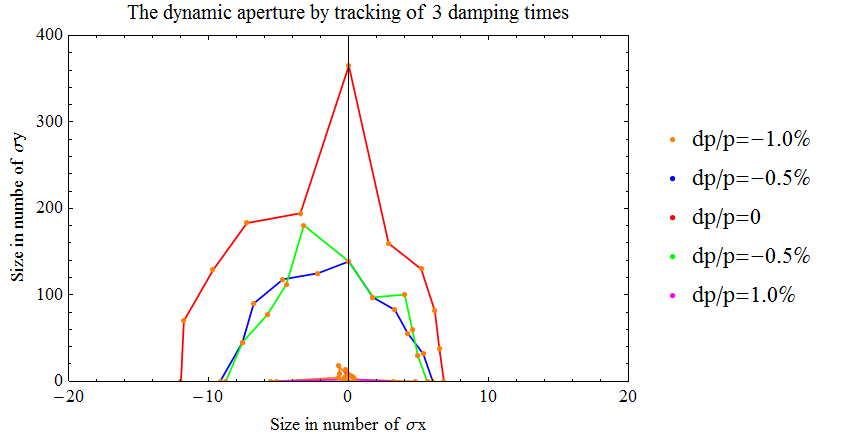 The dynamic aperture by tracking of 3 damping times
400
300
200
100
0
−20
−10
0
10
20
Size in numbe of σy
Size in number of σx
dp/p=−1.0%
dp/p=−0.5%
dp/p=0
dp/p=−0.5%
dp/p=1.0%